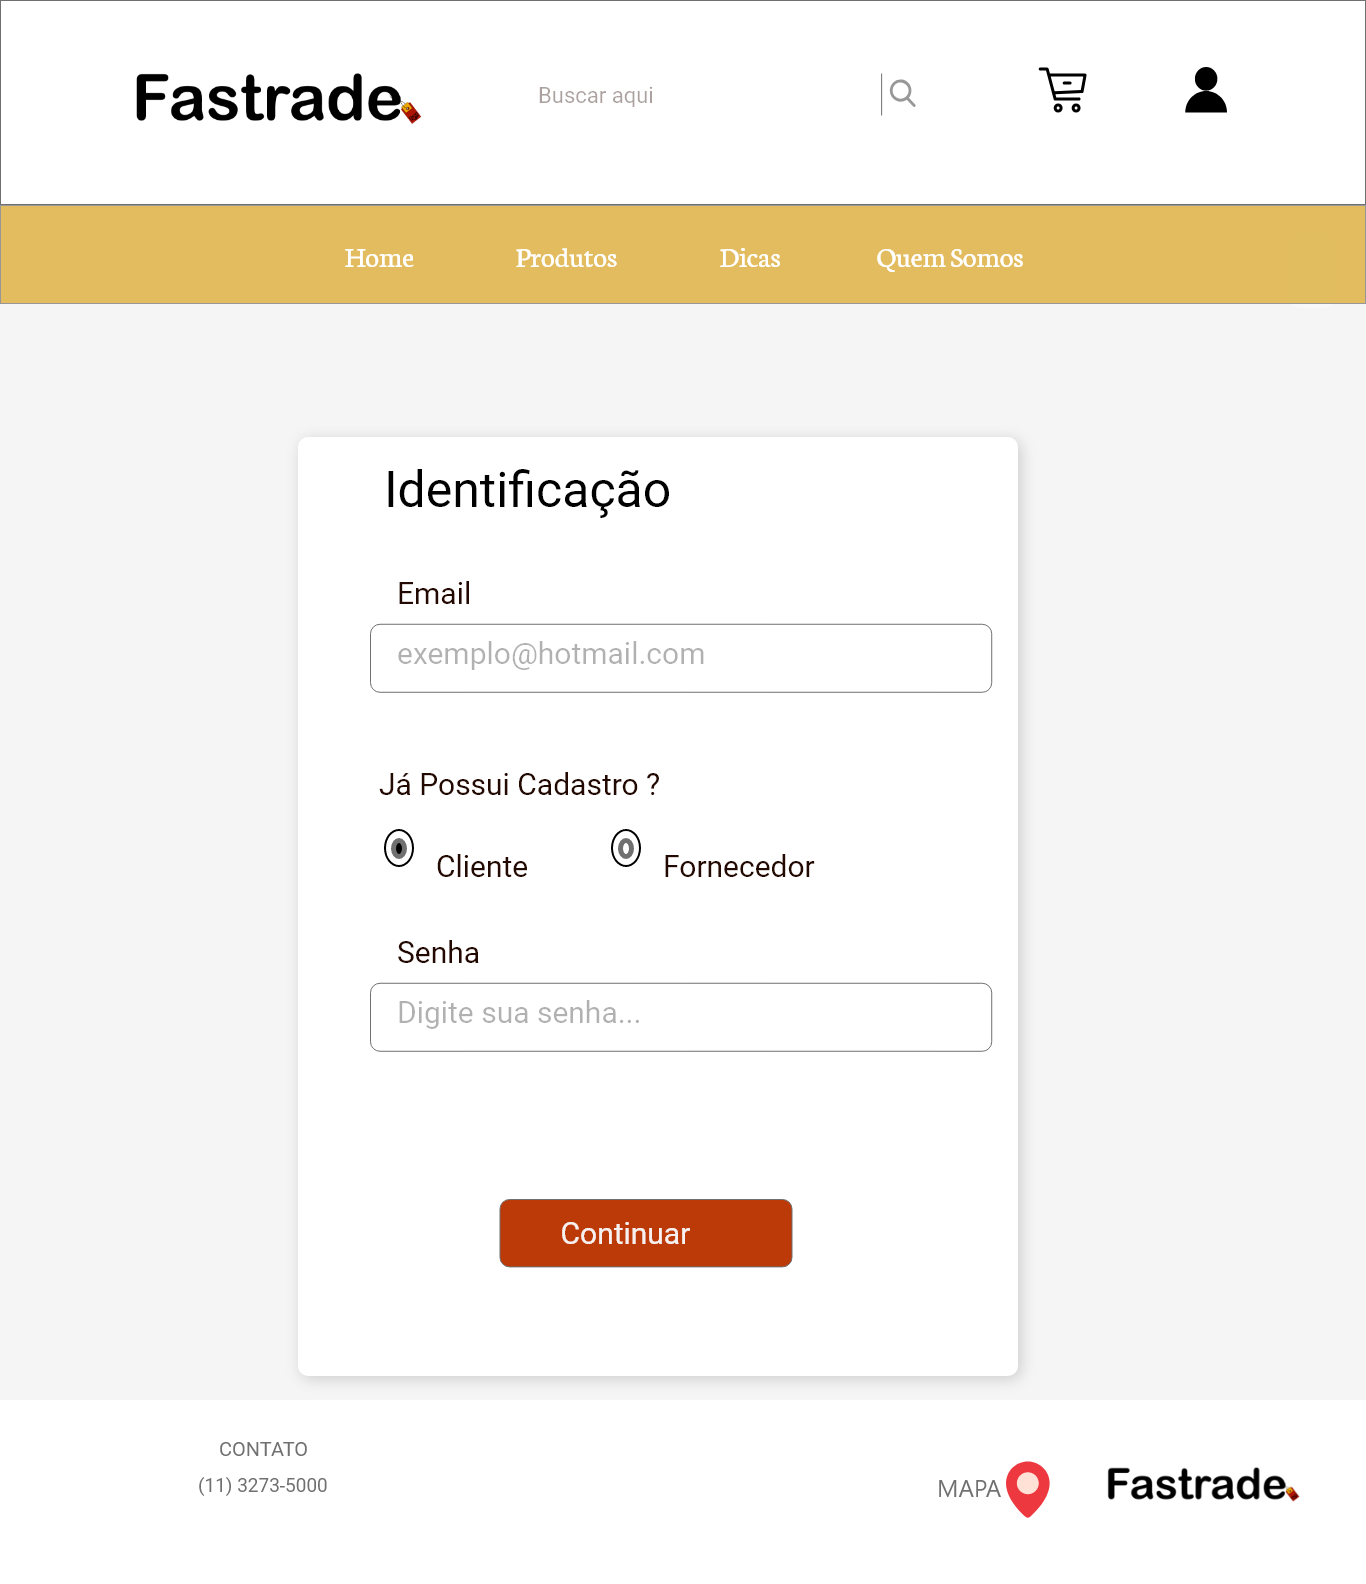 Fastrade
Buscar aqui
Home Produtos Dicas Quem Somos
Identificação
Email
exemplo@hotmail.com
Já Possui Cadastro ?
Cliente Fornecedor
Senha
Digite sua senha...
Continuar
CONTATO
(11) 3273-5000
MAPA
Fastrade